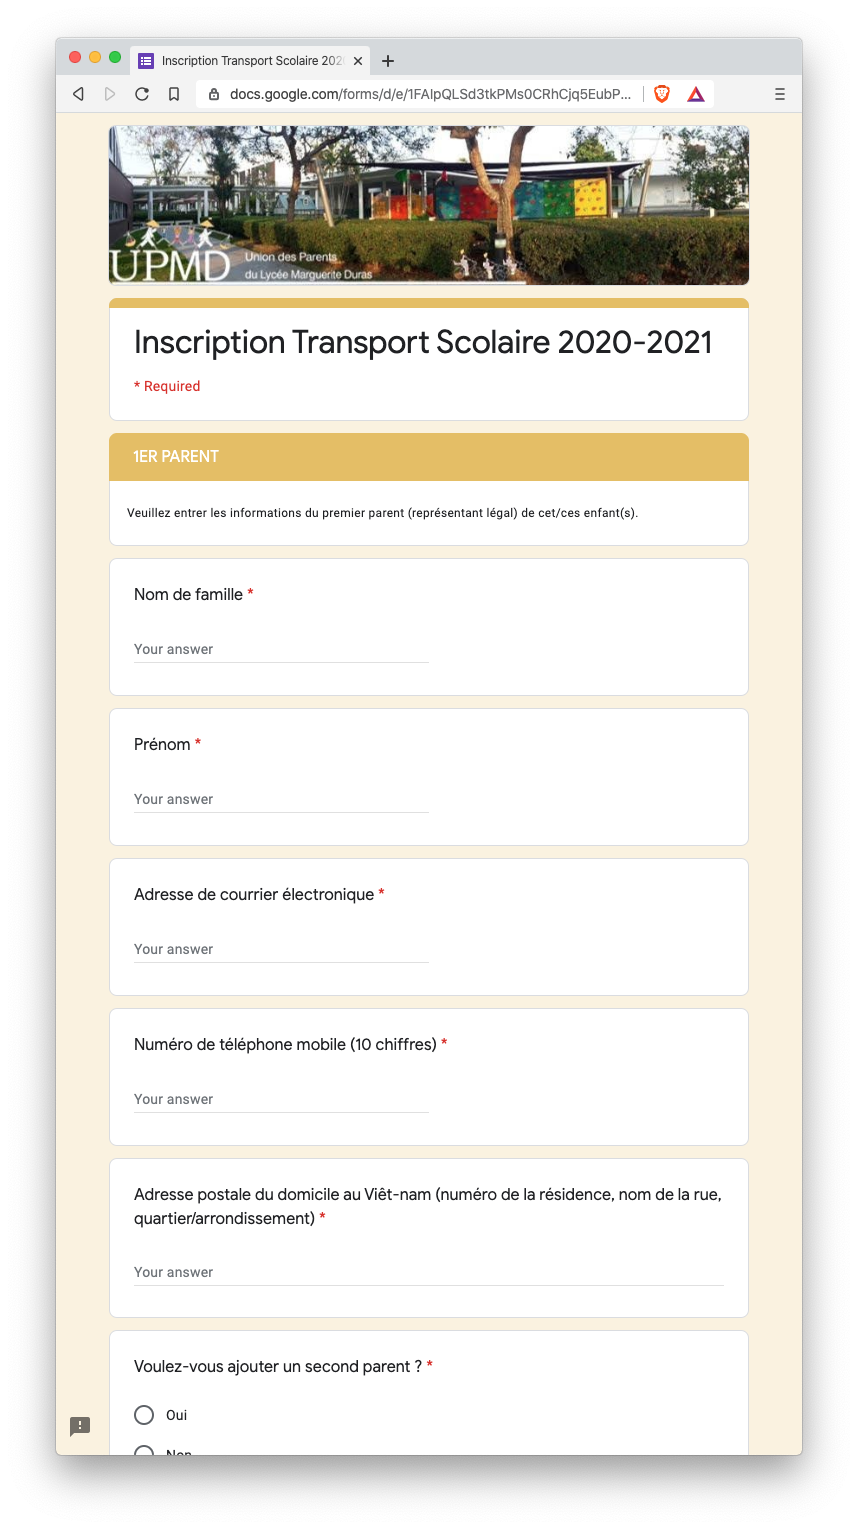 Inscription Transport Scolaire 202
docs.google.com/forms/d/e/1FAIpQLSd3tkPMs0CRhCjq5EubP...
UPMD
Union des Parents
du Lycée Marguerite Duras
Inscription Transport Scolaire 2020-2021
* Required
1ER PARENT
Veuillez entrer les informations du premier parent (représentant légal) de cet/ces enfant(s).
Nom de famille *
Your answer
Prénom *
Your answer
Adresse de courrier électronique *
Your answer
Numéro de téléphone mobile (10 chiffres) *
Your answer
Adresse postale du domicile au Viêt-nam (numéro de la résidence, nom de la rue,
quartier/arrondissement) *
Your answer
Voulez-vous ajouter un second parent ? *
Oui
Non